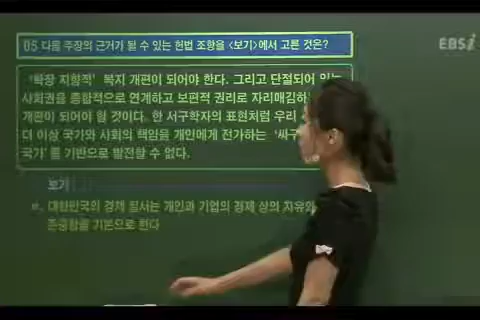 05 다음 주장의 근거가 될 수 있는 헌법 조항을 <보기>에서 고른 것은?
EBSi
'확장 지향적' 복지 개편이 되어야 한다. 그리고 단절되어 있는
사회권을 종합적으로 연계하고 보편적 권리로 자리매김하
개편이 되어야 할 것이다. 한 서구학자의 표현처럼 우리
더 이상 국가와 사회의 책임을 개인에게 전가하는 '싸구
국가'를 기반으로 발전할 수 없다.
보기
ㄱ. 대한민국의 경제 질서는 개인과 기업의 경제 상의 자유와
존중함을 기본으로 한다